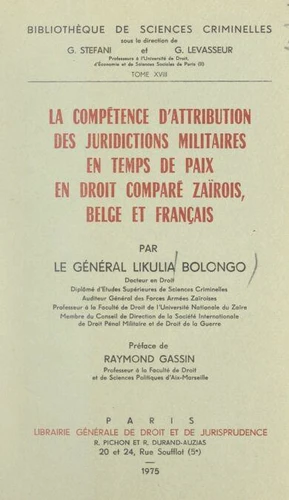 BIBLIOTHÈQUE DE SCIENCES CRIMINELLES
sous la direction de
G. STEFANI et G. LEVASSEUR
Professeurs à l'Université de Droit,
d'Économie et de Sciences Sociales de Paris (II)
TOME XVIII
LA COMPÉTENCE D'ATTRIBUTION
DES JURIDICTIONS MILITAIRES
EN TEMPS DE PAIX
EN DROIT COMPARÉ ZAÏROIS,
BELGE ET FRANÇAIS
PAR
LE GÉNÉRAL LIKULIA BOLONGO
Docteur en Droit
Diplômé d'Etudes Supérieures de Sciences Criminelles
Auditeur Général des Forces Armées Zaïroises
Professeur à la Faculté de Droit de l'Université Nationale du Zaïre
Membre du Conseil de Direction de la Société Internationale
de Droit Pénal Militaire et de Droit de la Guerre
Préface de
RAYMOND GASSIN
Professeur à la Faculté de Droit
et de Sciences Politiques d'Aix-Marseille
PARIS
LIBRAIRIE GÉNÉRALE DE DROIT ET DE JURISPRUDENCE
R. PICHON ET R. DURAND-AUZIAS
20 et 24, Rue Soufflot (5e)
1975